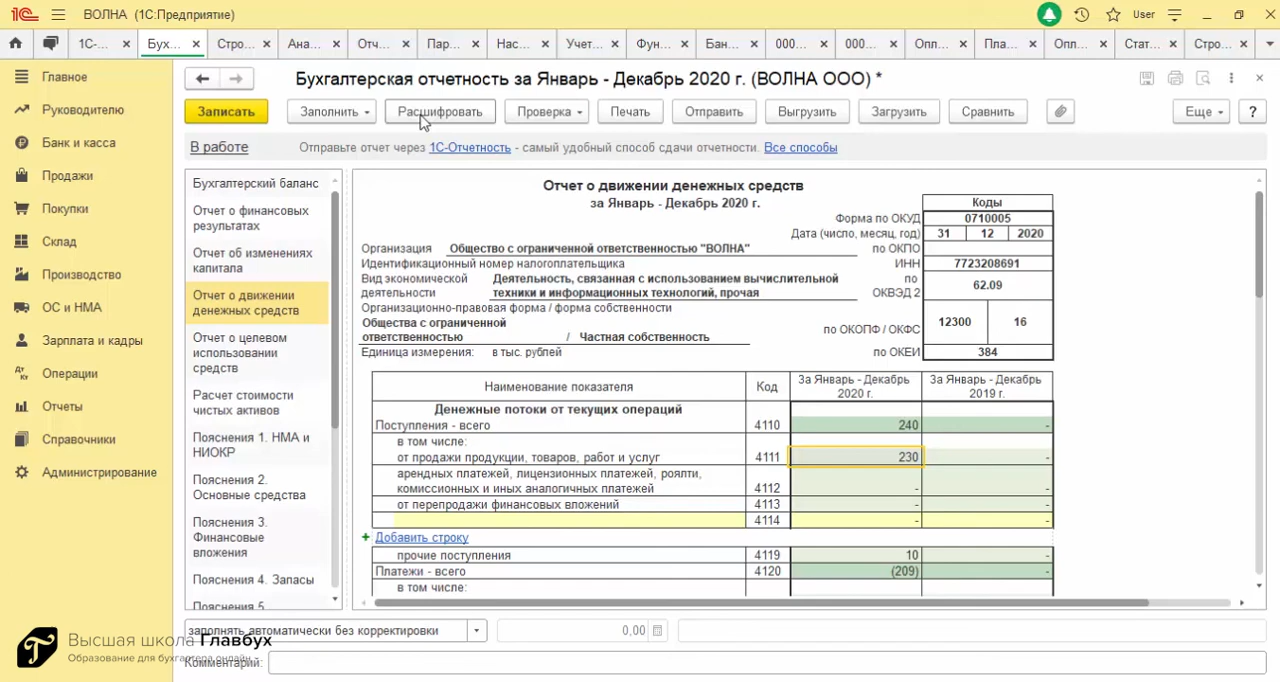 1С ВОЛНА (1С:Предприятие) User
1С-... Бух... Стро... Ана... Отч... Пар... Нас... Учет... Фун... Бан... 000... 000... Опл... Пла... Опл... Стат... Стро...
Главное
Руководителю
Банк и касса
Продажи
Покупки
Склад
Производство
ОС и НМА
Зарплата и кадры
Дт Кт Операции
Отчеты
Справочники
Администрирование
Бухгалтерская отчетность за Январь - Декабрь 2020 г. (ВОЛНА ООО) *
Записать Заполнить Расшифровать Проверка Печать Отправить Выгрузить Загрузить Сравнить Еще ?
В работе Отправьте отчет через 1С-Отчетность - самый удобный способ сдачи отчетности. Все способы
Бухгалтерский баланс
Отчет о финансовых
результатах
Отчет об изменениях
капитала
Отчет о движении
денежных средств
Отчет о целевом
использовании
средств
Расчет стоимости
чистых активов
Пояснения 1. НМА и
НИОКР
Пояснения 2.
Основные средства
Пояснения 3.
Финансовые
вложения
Пояснения 4. Запасы
Пояснения 5.
Отчет о движении денежных средств
за Январь - Декабрь 2020 г.
Коды
Форма по ОКУД 0710005
Дата (число, месяц, год) 31 12 2020
Организация Общество с ограниченной ответственностью "ВОЛНА" по ОКПО
Идентификационный номер налогоплательщика ИНН 7723208691
Вид экономической Деятельность, связанная с использованием вычислительной по
деятельности техники и информационных технологий, прочая ОКВЭД 2 62.09
Организационно-правовая форма / форма собственности
Общества с ограниченной
ответственностью / Частная собственность по ОКОПФ / ОКФС 12300 16
Единица измерения: в тыс. рублей по ОКЕИ 384
Наименование показателя Код За Январь - Декабрь 2020 г. За Январь - Декабрь 2019 г.
Денежные потоки от текущих операций
Поступления - всего 4110 240 -
в том числе:
от продажи продукции, товаров, работ и услуг 4111 230 -
арендных платежей, лицензионных платежей, роялти,
комиссионных и иных аналогичных платежей 4112 - -
от перепродажи финансовых вложений 4113 - -
4114 - -
+ Добавить строку
прочие поступления 4119 10 -
Платежи - всего 4120 (209) -
в том числе:
заполнять автоматически без корректировки 0,00
Комментарий:
Высшая школа Главбух
Образование для бухгалтера онлайн